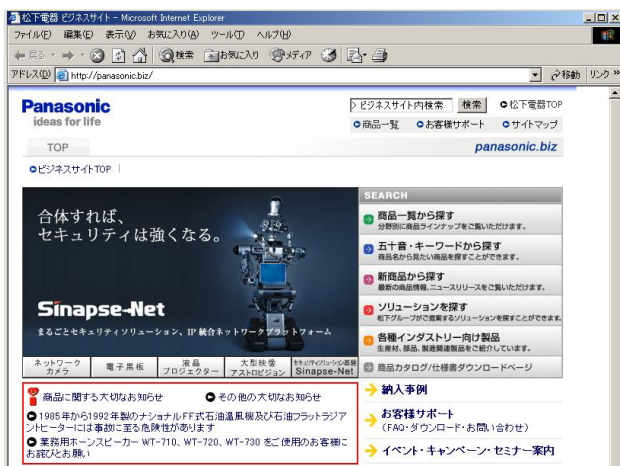 松下電器 ビジネスサイト - Microsoft Internet Explorer
ファイル(F) 編集(E) 表示(V) お気に入り(A) ツール(T) ヘルプ(H)
戻る 検索 お気に入り メディア
アドレス(D) http://panasonic.biz/ 移動 リンク »
Panasonic
ideas for life
ビジネスサイト内検索 検索 松下電器TOP
商品一覧 お客様サポート サイトマップ
TOP
panasonic.biz
ビジネスサイトTOP
合体すれば、
セキュリティは強くなる。
Sinapse-Net
まるごとセキュリティソリューション、IP 統合ネットワークプラットフォーム
SEARCH
商品一覧から探す
分野別に商品ラインナップをご覧いただけます。
五十音・キーワードから探す
商品名から見たい商品を探すことができます。
新商品から探す
最新の商品情報、ニュースリリースをご覧いただけます。
ソリューションを探す
松下グループがご提案するソリューションを探すことができます。
各種インダストリー向け製品
生産材、部品、製造関連製品をご紹介しています。
商品カタログ/仕様書ダウンロードページ
ネットワーク
カメラ
電子黒板
液晶
プロジェクター
大型映像
アストロビジョン
セキュリティソリューション基盤
Sinapse-Net
商品に関する大切なお知らせ その他の大切なお知らせ
1985年から1992年製のナショナルFF式石油温風機及び石油フラットラジア
ントヒーターには事故に至る危険性があります
業務用ホーンスピーカー WT-710、WT-720、WT-730 をご使用のお客様に
お詫びとお願い
納入事例
お客様サポート
(FAQ・ダウンロード・お問い合わせ)
イベント・キャンペーン・セミナー案内